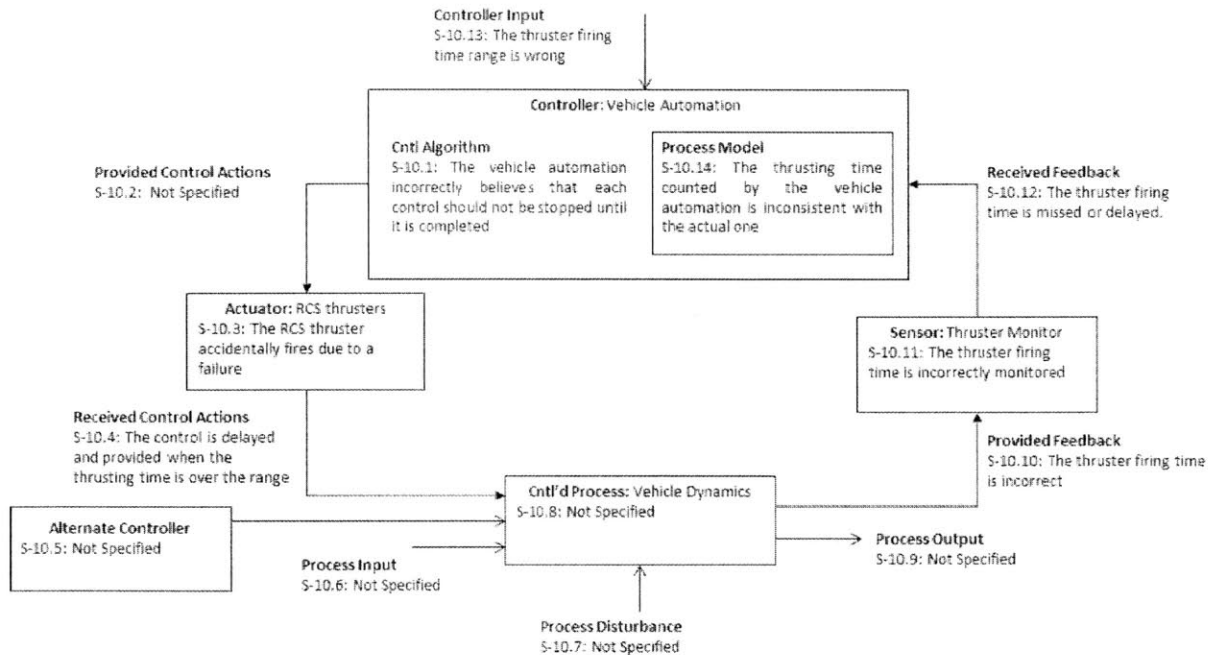 Controller Input
S-10.13: The thruster firing
time range is wrong
Controller: Vehicle Automation
Cntl Algorithm
S-10.1: The vehicle automation
incorrectly believes that each
control should not be stopped until
it is completed
Process Model
S-10.14: The thrusting time
counted by the vehicle
automation is inconsistent with
the actual one
Provided Control Actions
S-10.2: Not Specified
Received Feedback
S-10.12: The thruster firing
time is missed or delayed.
Actuator: RCS thrusters
S-10.3: The RCS thruster
accidentally fires due to a
failure
Sensor: Thruster Monitor
S-10.11: The thruster firing
time is incorrectly monitored
Received Control Actions
S-10.4: The control is delayed
and provided when the
thrusting time is over the range
Provided Feedback
S-10.10: The thruster firing time
is incorrect
Cntl'd Process: Vehicle Dynamics
S-10.8: Not Specified
Alternate Controller
S-10.5: Not Specified
Process Input
S-10.6: Not Specified
Process Output
S-10.9: Not Specified
Process Disturbance
S-10.7: Not Specified